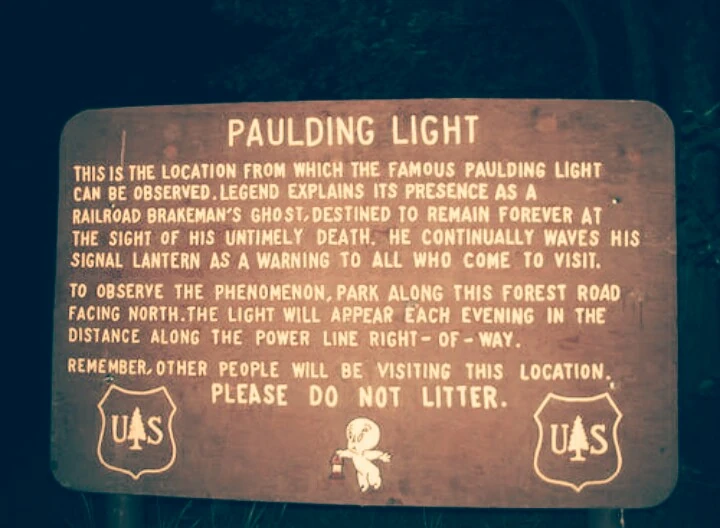 PAULDING LIGHT
THIS IS THE LOCATION FROM WHICH THE FAMOUS PAULDING LIGHT
CAN BE OBSERVED. LEGEND EXPLAINS ITS PRESENCE AS A
RAILROAD BRAKEMAN'S GHOST, DESTINED TO REMAIN FOREVER AT
THE SIGHT OF HIS UNTIMELY DEATH. HE CONTINUALLY WAVES HIS
SIGNAL LANTERN AS A WARNING TO ALL WHO COME TO VISIT.
TO OBSERVE THE PHENOMENON, PARK ALONG THIS FOREST ROAD
FACING NORTH. THE LIGHT WILL APPEAR EACH EVENING IN THE
DISTANCE ALONG THE POWER LINE RIGHT-OF-WAY.
REMEMBER, OTHER PEOPLE WILL BE VISITING THIS LOCATION.
PLEASE DO NOT LITTER.
US
US